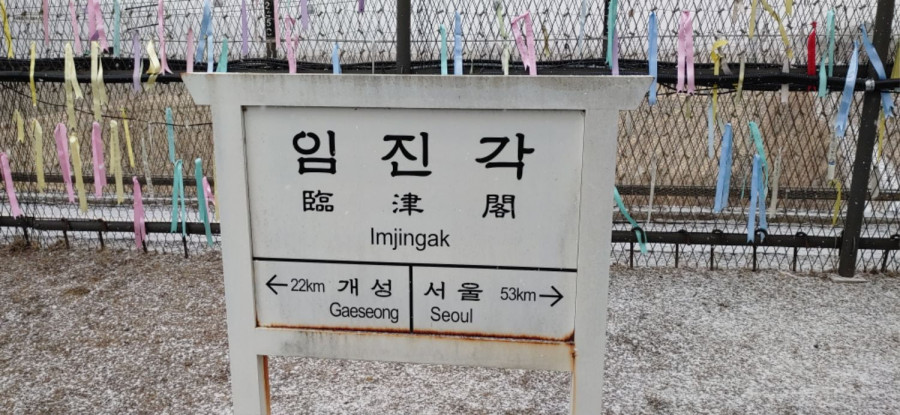 임 진 각
臨 津 閣
Imjingak
←22km 개 성
Gaeseong
서 울 53km→
Seoul